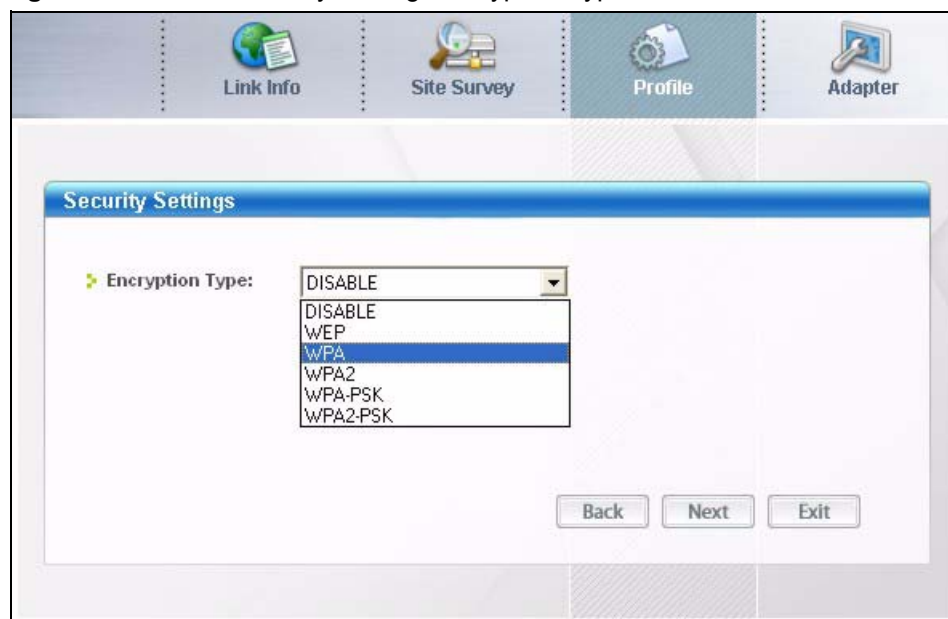 Link Info Site Survey Profile Adapter
Security Settings
Encryption Type: DISABLE
DISABLE
WEP
WPA
WPA2
WPA-PSK
WPA2-PSK
Back Next Exit